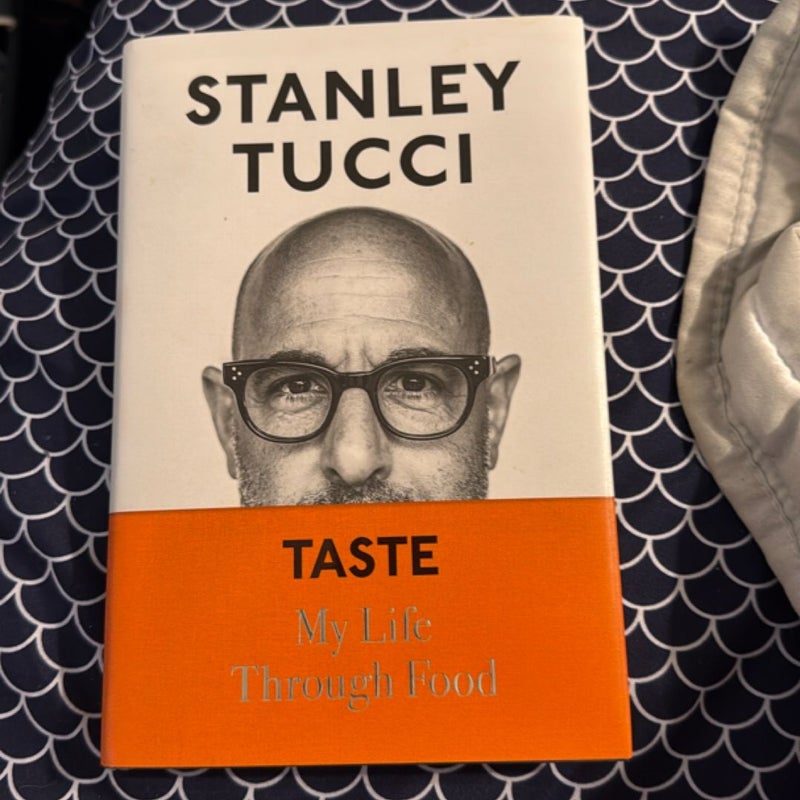 STANLEY
TUCCI
TASTE
My Life
Through Food